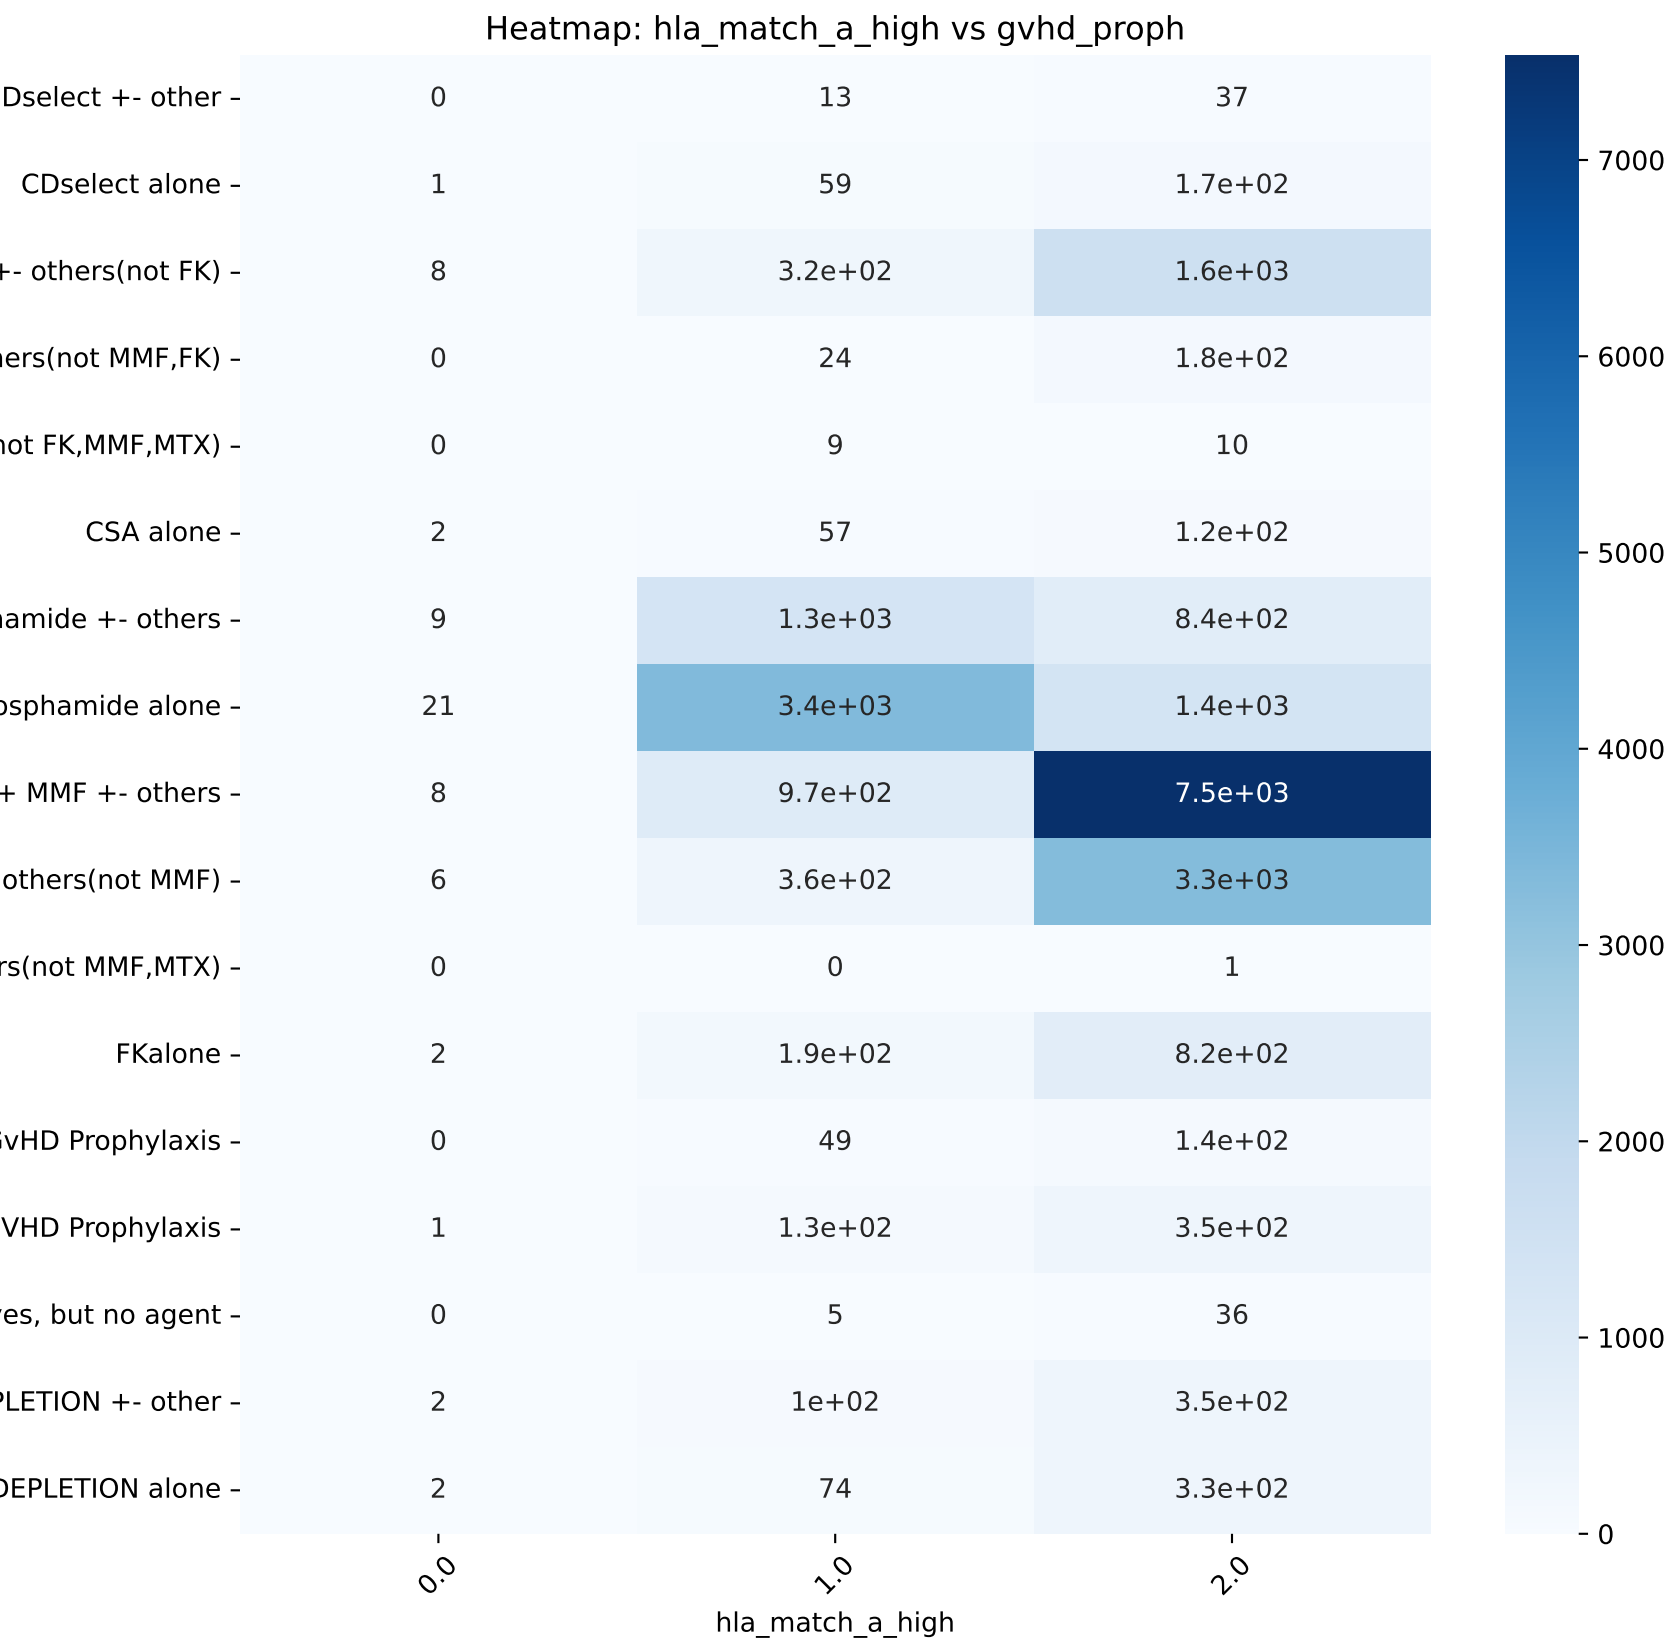 Heatmap: hla_match_a_high vs gvhd_proph
Dselect +- other 0 13 37
CDselect alone 1 59 1.7e+02
+- others(not FK) 8 3.2e+02 1.6e+03
ers(not MMF,FK) 0 24 1.8e+02
not FK,MMF,MTX) 0 9 10
CSA alone 2 57 1.2e+02
amide +- others 9 1.3e+03 8.4e+02
osphamide alone 21 3.4e+03 1.4e+03
+ MMF +- others 8 9.7e+02 7.5e+03
others(not MMF) 6 3.6e+02 3.3e+03
rs(not MMF,MTX) 0 0 1
FKalone 2 1.9e+02 8.2e+02
GvHD Prophylaxis 0 49 1.4e+02
VHD Prophylaxis 1 1.3e+02 3.5e+02
es, but no agent 0 5 36
PLETION +- other 2 1e+02 3.5e+02
DEPLETION alone 2 74 3.3e+02
0.0 1.0 2.0
hla_match_a_high
7000
6000
5000
4000
3000
2000
1000
0